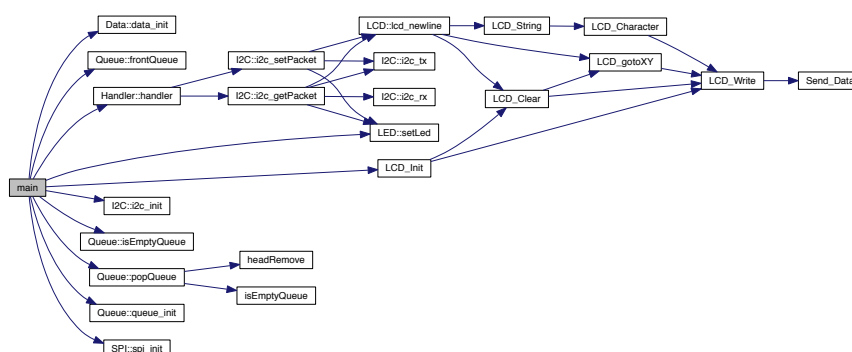 Data::data_init
Queue::frontQueue
Handler::handler
I2C::i2c_setPacket
I2C::i2c_getPacket
LCD::lcd_newline
I2C::i2c_tx
I2C::i2c_rx
LED::setLed
LCD_Init
LCD_String
LCD_Clear
LCD_Character
LCD_gotoXY
LCD_Write
Send_Data
main
I2C::i2c_init
Queue::isEmptyQueue
Queue::popQueue
headRemove
isEmptyQueue
Queue::queue_init
SPI::spi_init